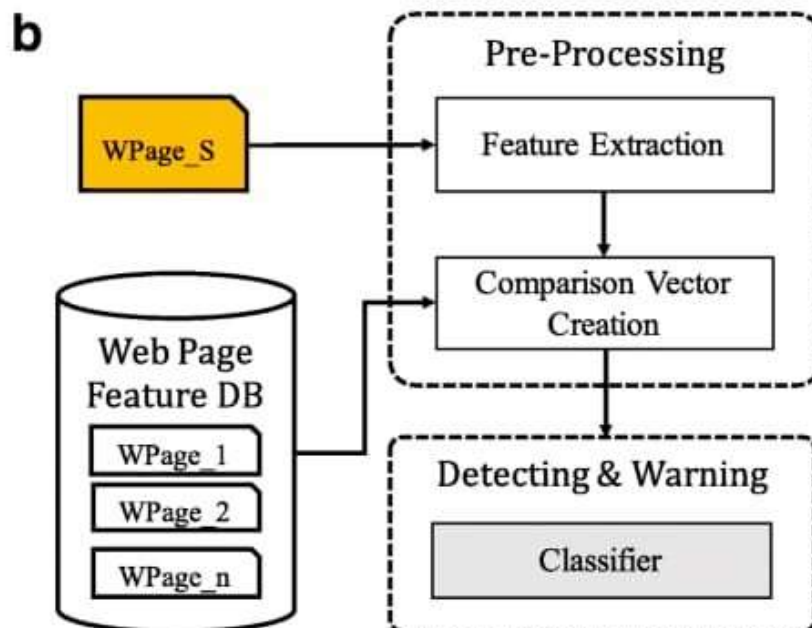 b
Pre-Processing
WPage_S
Feature Extraction
Comparison Vector
Creation
Web Page
Feature DB
WPage_1
WPage_2
WPage_n
Detecting & Warning
Classifier